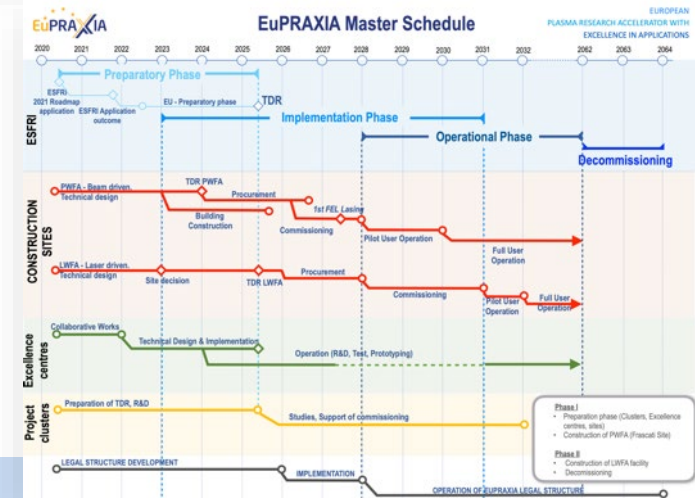 EuPRAXIA
EuPRAXIA Master Schedule
EUROPEAN
PLASMA RESEARCH ACCELERATOR WITH
EXCELLENCE IN APPLICATIONS
2020 2021 2022 2023 2024 2025 2026 2028 2030 2031 2032 2062 2063 2064
ESFRI
Preparatory Phase
ESFRI
2021 Roadmap
application
ESFRI Application
outcome
EU - Preparatory phase
TDR
Implementation Phase
Operational Phase
Decommissioning
CONSTRUCTION
SITES
PWFA - Beam driven.
Technical design
TDR PWFA
Procurement
Building
Construction
1st FEL Lasing
Commissioning
Pilot User Operation
Full User
Operation
LWFA - Laser driven.
Technical design
Site decision
TDR LWFA
Procurement
Commissioning
Pilot User
Operation
Full User
Operation
Excellence
centres
Collaborative Works
Technical Design & Implementation
Operation (R&D, Test, Prototyping)
Project
clusters
Preparation of TDR, R&D
Studies, Support of commissioning
Phase I
• Preparation phase (Clusters, Excellence
centres, sites)
• Construction of PWFA (Frascati Site)
Phase II
• Construction of LWFA facility
• Decommissioning
LEGAL STRUCTURE DEVELOPMENT
IMPLEMENTATION
OPERATION OF EUPRAXIA LEGAL STRUCTURE